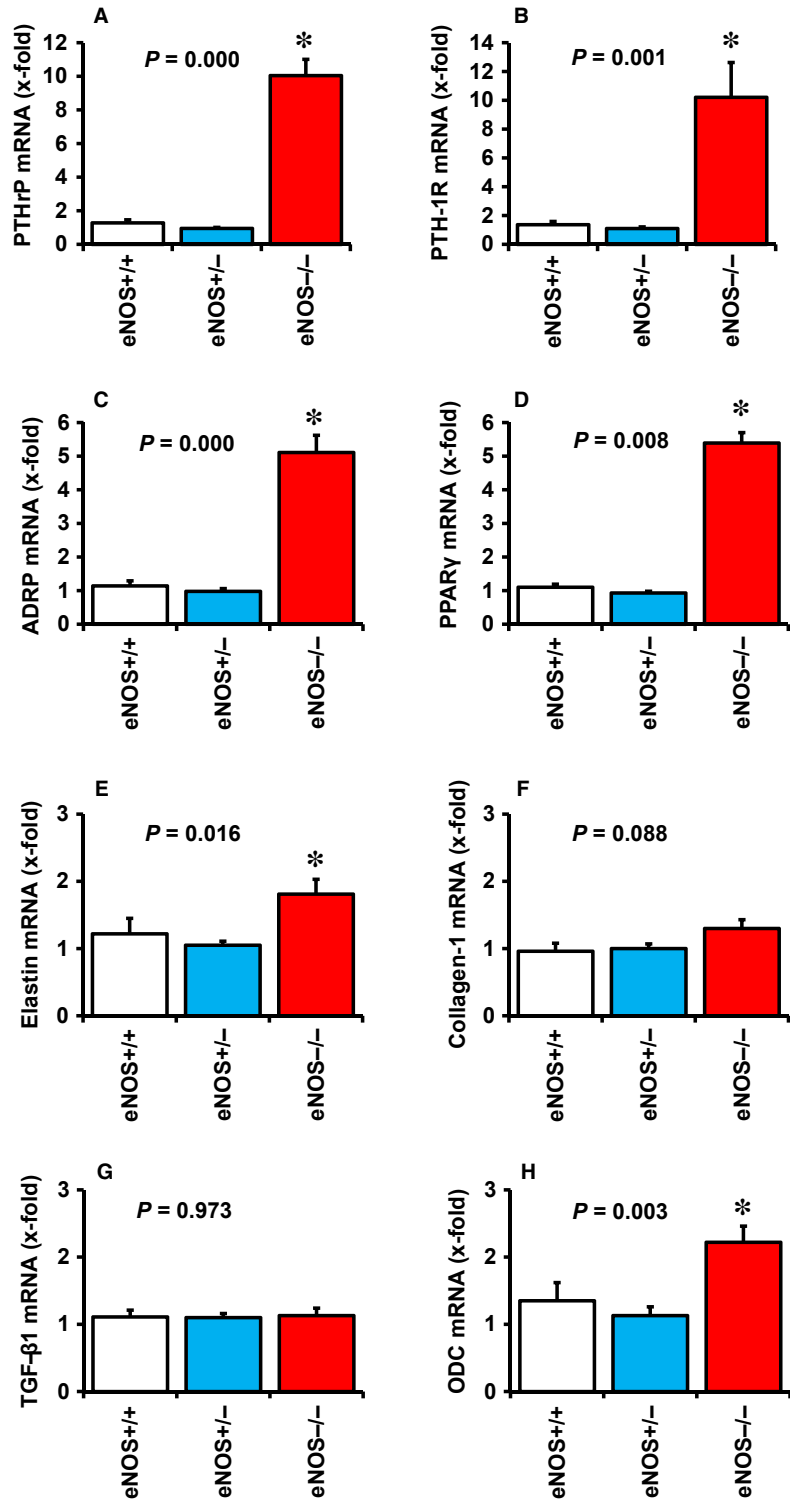 A
PTHrP mRNA (x-fold)
12
10
8
6
4
2
0
P = 0.000
*
eNOS+/+
eNOS+/–
eNOS–/–
B
PTH-1R mRNA (x-fold)
14
12
10
8
6
4
2
0
P = 0.001
*
eNOS+/+
eNOS+/–
eNOS–/–
C
ADRP mRNA (x-fold)
6
5
4
3
2
1
0
P = 0.000
*
eNOS+/+
eNOS+/–
eNOS–/–
D
PPARγ mRNA (x-fold)
6
5
4
3
2
1
0
P = 0.008
*
eNOS+/+
eNOS+/–
eNOS–/–
E
Elastin mRNA (x-fold)
3
2
1
0
P = 0.016
*
eNOS+/+
eNOS+/–
eNOS–/–
F
Collagen-1 mRNA (x-fold)
3
2
1
0
P = 0.088
eNOS+/+
eNOS+/–
eNOS–/–
G
TGF-β1 mRNA (x-fold)
3
2
1
0
P = 0.973
eNOS+/+
eNOS+/–
eNOS–/–
H
ODC mRNA (x-fold)
3
2
1
0
P = 0.003
*
eNOS+/+
eNOS+/–
eNOS–/–